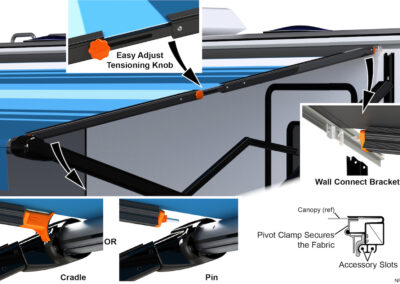 Easy Adjust
Tensioning Knob
Wall Connect Bracket
Canopy (ref)
Pivot Clamp Secures
the Fabric
Accessory Slots
OR
Cradle
Pin